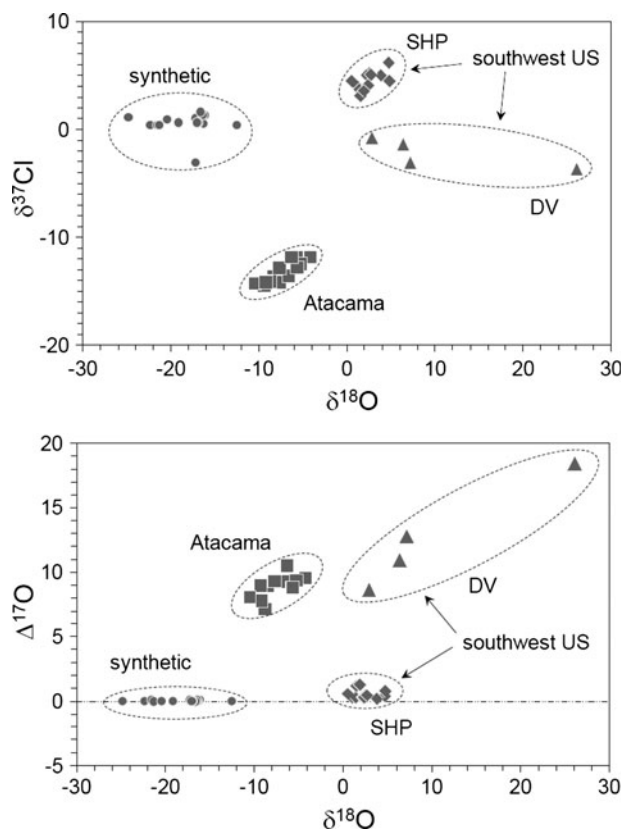 10
SHP
synthetic
southwest US
0
δ³⁷Cl
DV
-10
Atacama
-20
-30 -20 -10 0 10 20 30
δ¹⁸O
20
15
Atacama
10
Δ¹⁷O
DV
5
southwest US
synthetic
0
SHP
-5
-30 -20 -10 0 10 20 30
δ¹⁸O